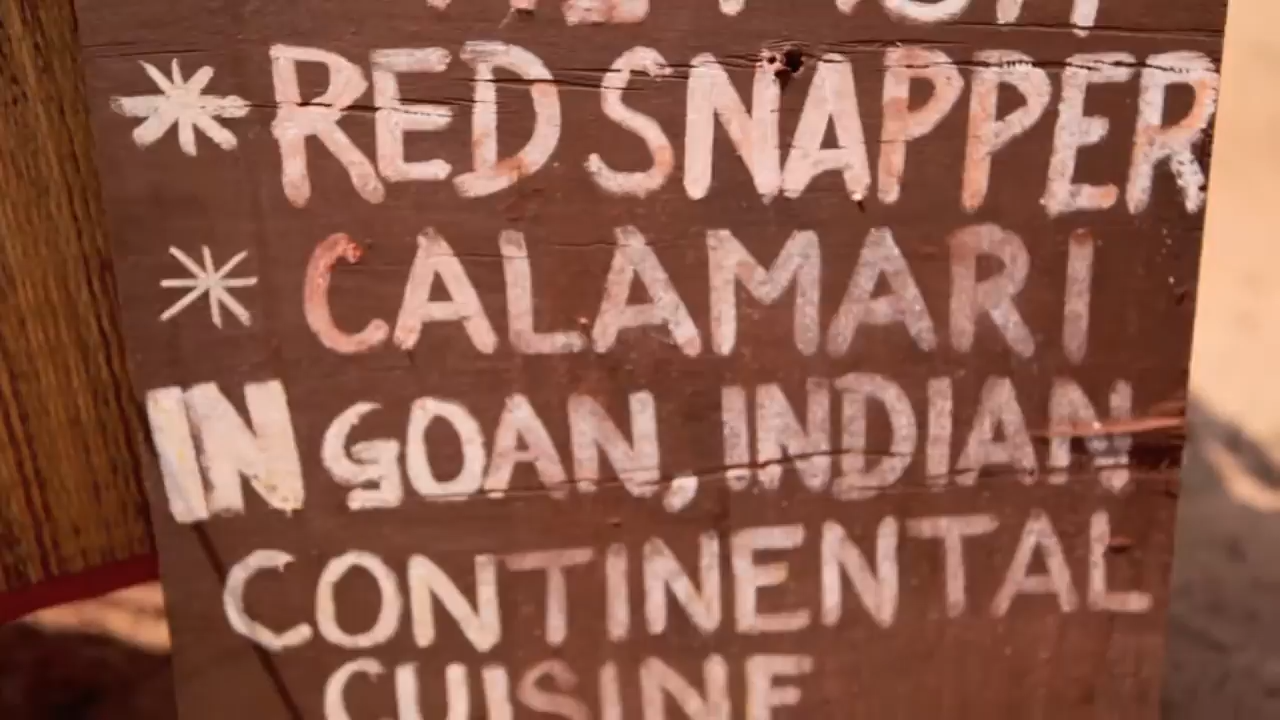 * RED SNAPPER
* CALAMARI
IN GOAN, INDIAN
CONTINENTAL
CUISINE